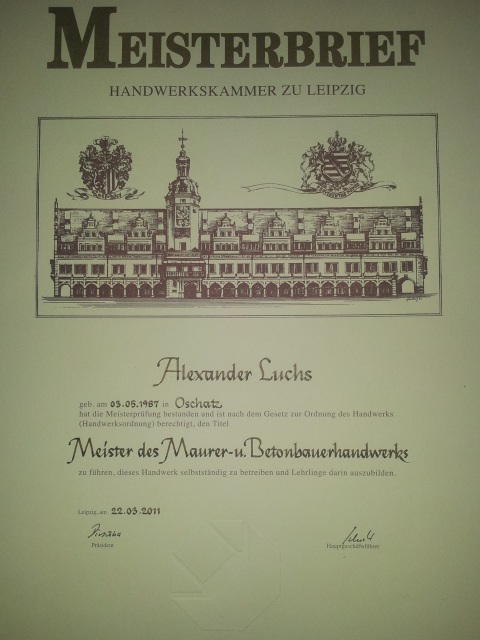 MEISTERBRIEF
HANDWERKSKAMMER ZU LEIPZIG
Alexander Luchs
geb. am 03.05.1987 in Oschatz
hat die Meisterprüfung bestanden und ist nach dem Gesetz zur Ordnung des Handwerks
(Handwerksordnung) berechtigt, den Titel
Meister des Maurer-u. Betonbauerhandwerks
zu führen, dieses Handwerk selbstständig zu betreiben und Lehrlinge darin auszubilden.
Leipzig, am 22.03.2011
Präsident
Hauptgeschäftsführer